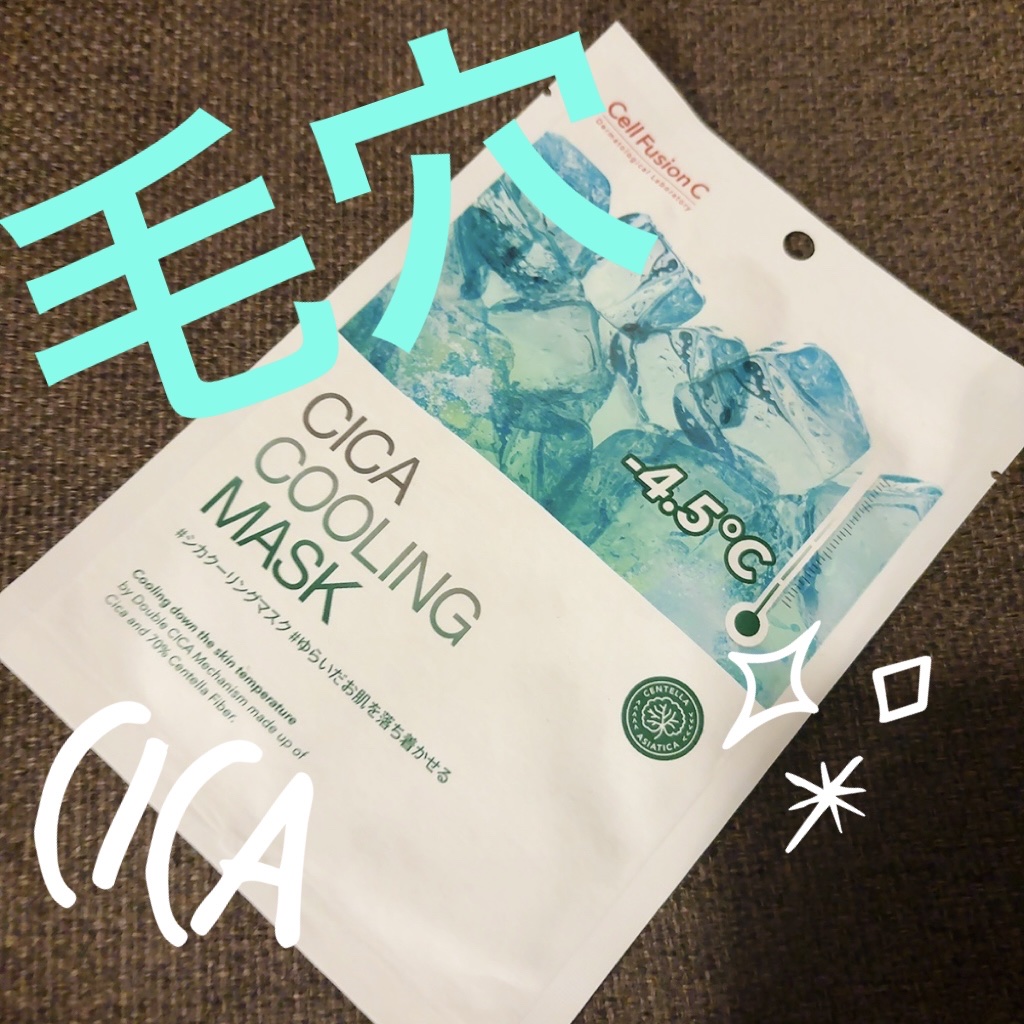 毛穴
Cell Fusion C
Dermatological Laboratory
-4.5°C
CICA
COOLING
MASK
#シカクーリングマスク #ゆらいだお肌を落ち着かせる
Cooling down the skin temperature
by Double CICA Mechanism made up of
Cica and 70% Centella Fiber.
CENTELLA
ASIATICA
CICA